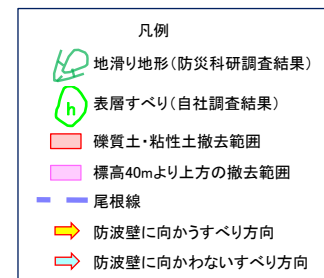 凡例
地滑り地形(防災科研調査結果)
h 表層すべり(自社調査結果)
礫質土・粘性土撤去範囲
標高40mより上方の撤去範囲
尾根線
防波壁に向かうすべり方向
防波壁に向かわないすべり方向